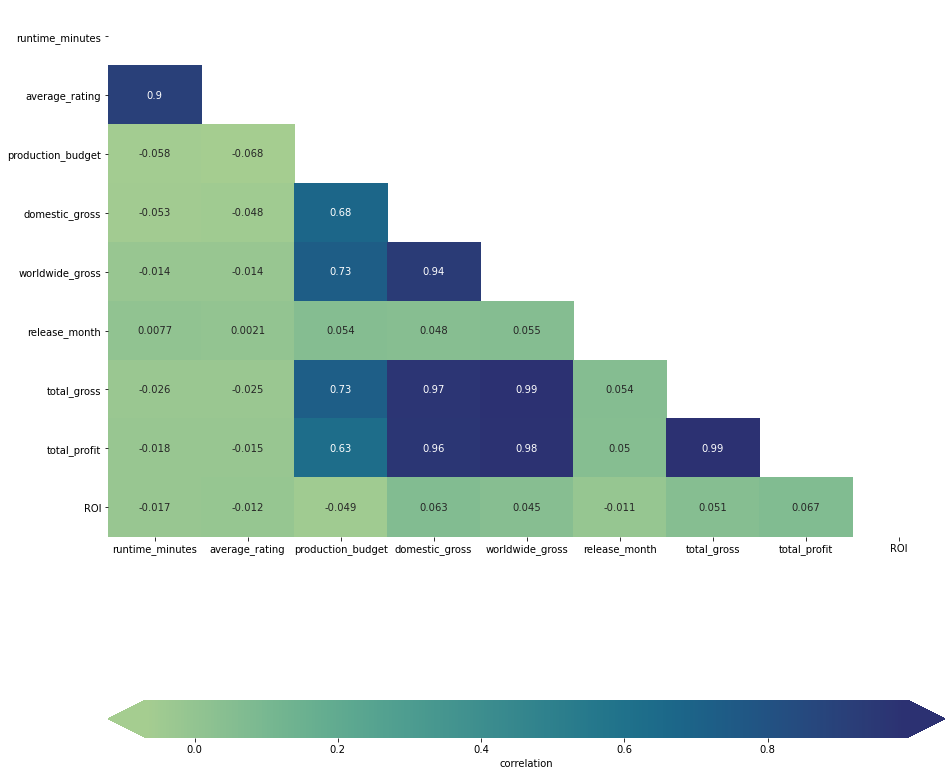 runtime_minutes
average_rating 0.9
production_budget -0.058 -0.068
domestic_gross -0.053 -0.048 0.68
worldwide_gross -0.014 -0.014 0.73 0.94
release_month 0.0077 0.0021 0.054 0.048 0.055
total_gross -0.026 -0.025 0.73 0.97 0.99 0.054
total_profit -0.018 -0.015 0.63 0.96 0.98 0.05 0.99
ROI -0.017 -0.012 -0.049 0.063 0.045 -0.011 0.051 0.067
runtime_minutes average_rating production_budget domestic_gross worldwide_gross release_month total_gross total_profit ROI
0.0 0.2 0.4 0.6 0.8
correlation